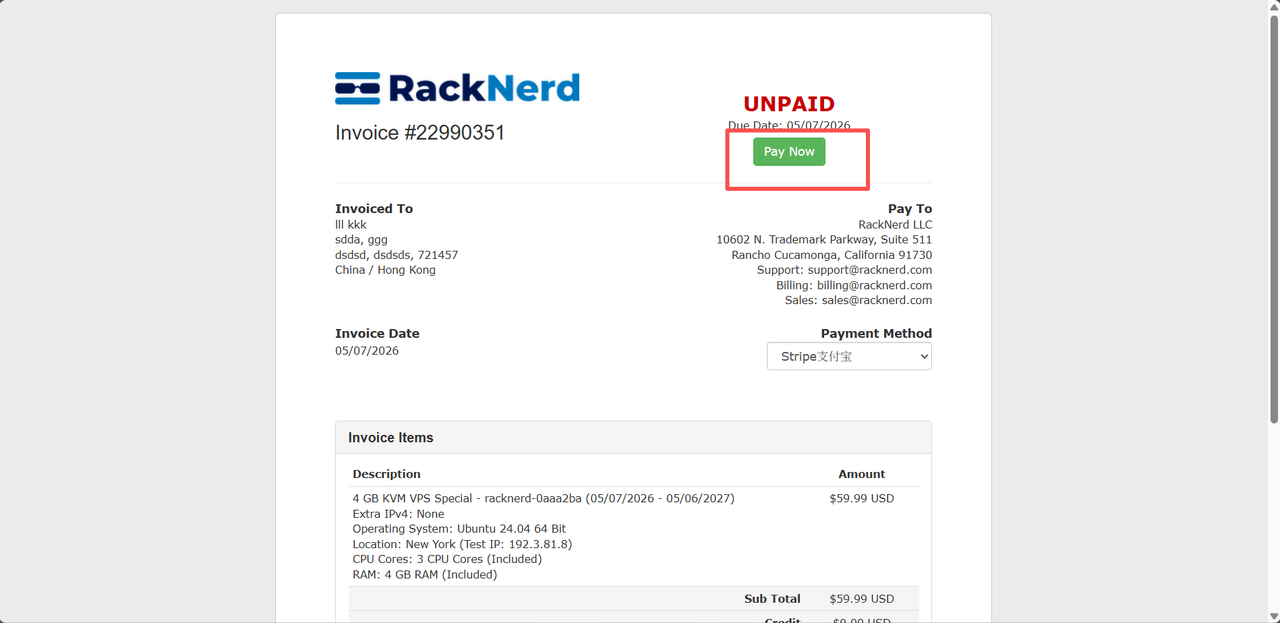 RackNerd
UNPAID
Due Date: 05/07/2026
Invoice #22990351
Pay Now
Invoiced To
lll kkk
sdda, ggg
dsdsd, dsdsds, 721457
China / Hong Kong
Pay To
RackNerd LLC
10602 N. Trademark Parkway, Suite 511
Rancho Cucamonga, California 91730
Support: support@racknerd.com
Billing: billing@racknerd.com
Sales: sales@racknerd.com
Invoice Date
05/07/2026
Payment Method
Stripe支付宝
Invoice Items
Description Amount
4 GB KVM VPS Special - racknerd-0aaa2ba (05/07/2026 - 05/06/2027) $59.99 USD
Extra IPv4: None
Operating System: Ubuntu 24.04 64 Bit
Location: New York (Test IP: 192.3.81.8)
CPU Cores: 3 CPU Cores (Included)
RAM: 4 GB RAM (Included)
Sub Total $59.99 USD
Credit $0.00 USD